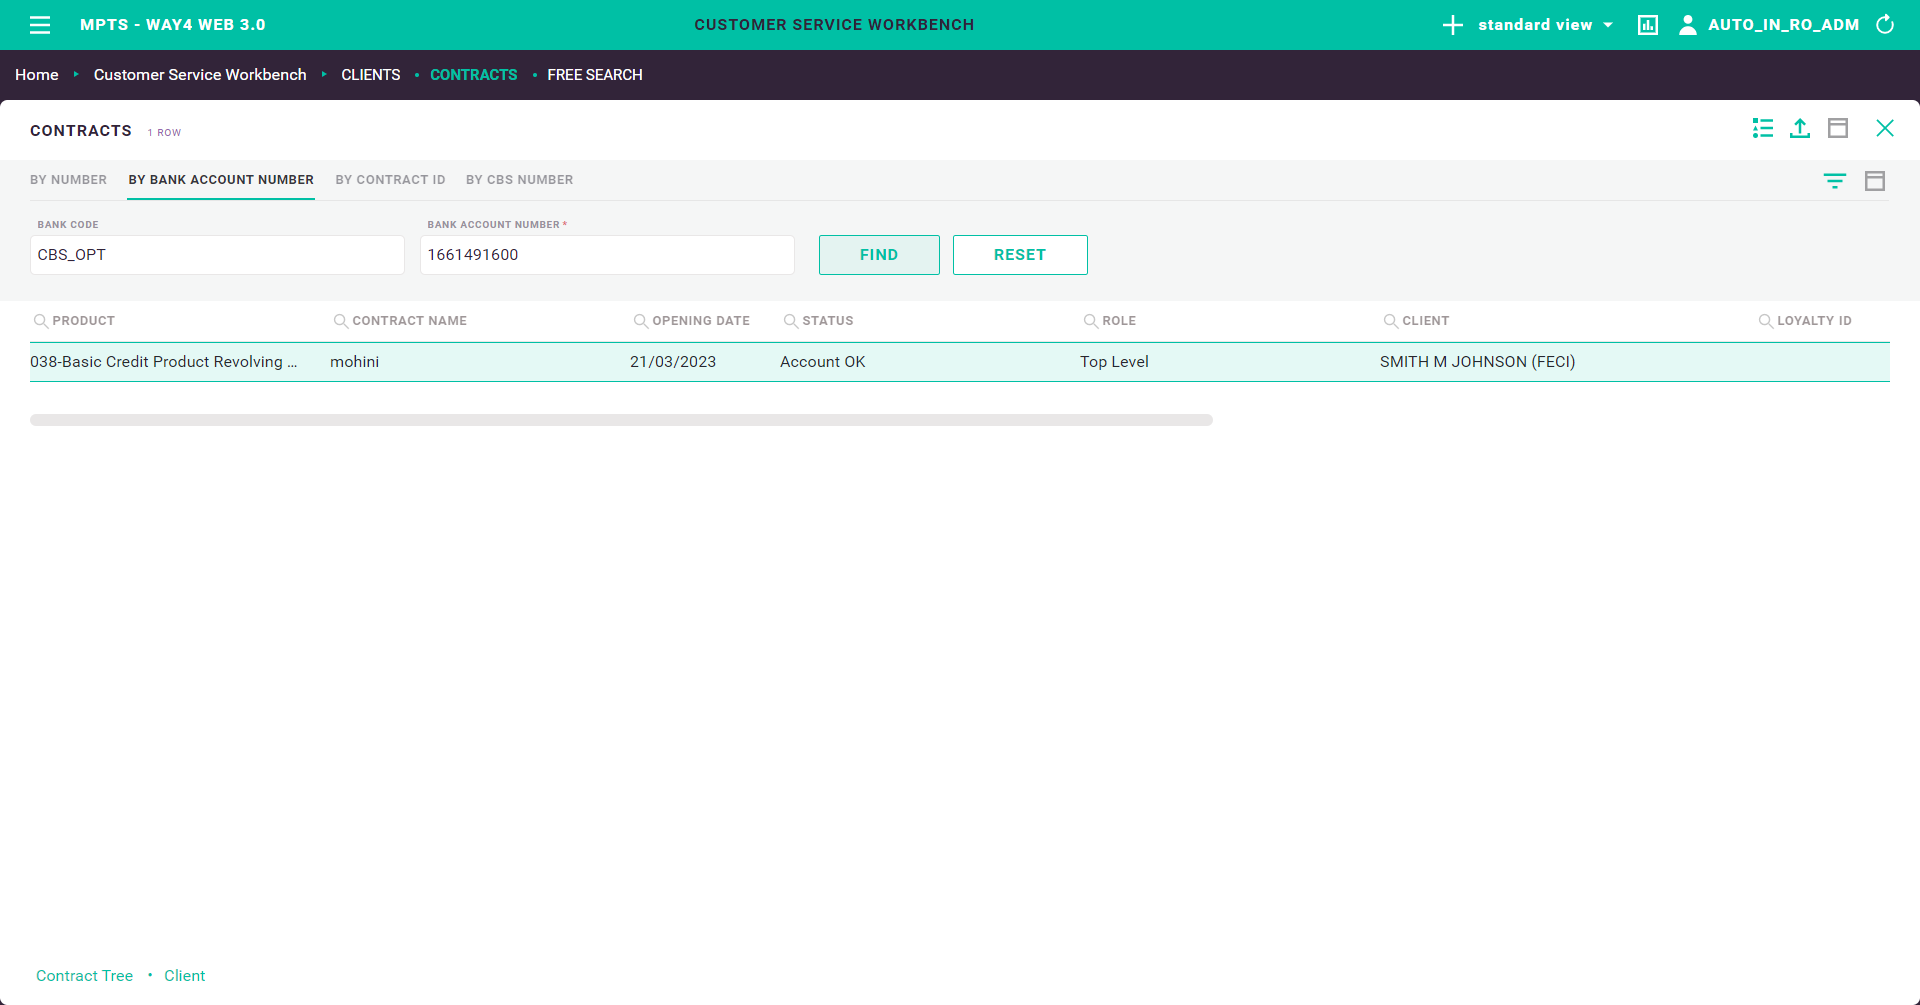 MPTS - WAY4 WEB 3.0
CUSTOMER SERVICE WORKBENCH
standard view
AUTO_IN_RO_ADM
Home
Customer Service Workbench
CLIENTS
CONTRACTS
FREE SEARCH
CONTRACTS 1 ROW
BY NUMBER
BY BANK ACCOUNT NUMBER
BY CONTRACT ID
BY CBS NUMBER
BANK CODE
BANK ACCOUNT NUMBER *
CBS_OPT
1661491600
FIND
RESET
PRODUCT
CONTRACT NAME
OPENING DATE
STATUS
ROLE
CLIENT
LOYALTY ID
038-Basic Credit Product Revolving ...
mohini
21/03/2023
Account OK
Top Level
SMITH M JOHNSON (FECI)
Contract Tree • Client